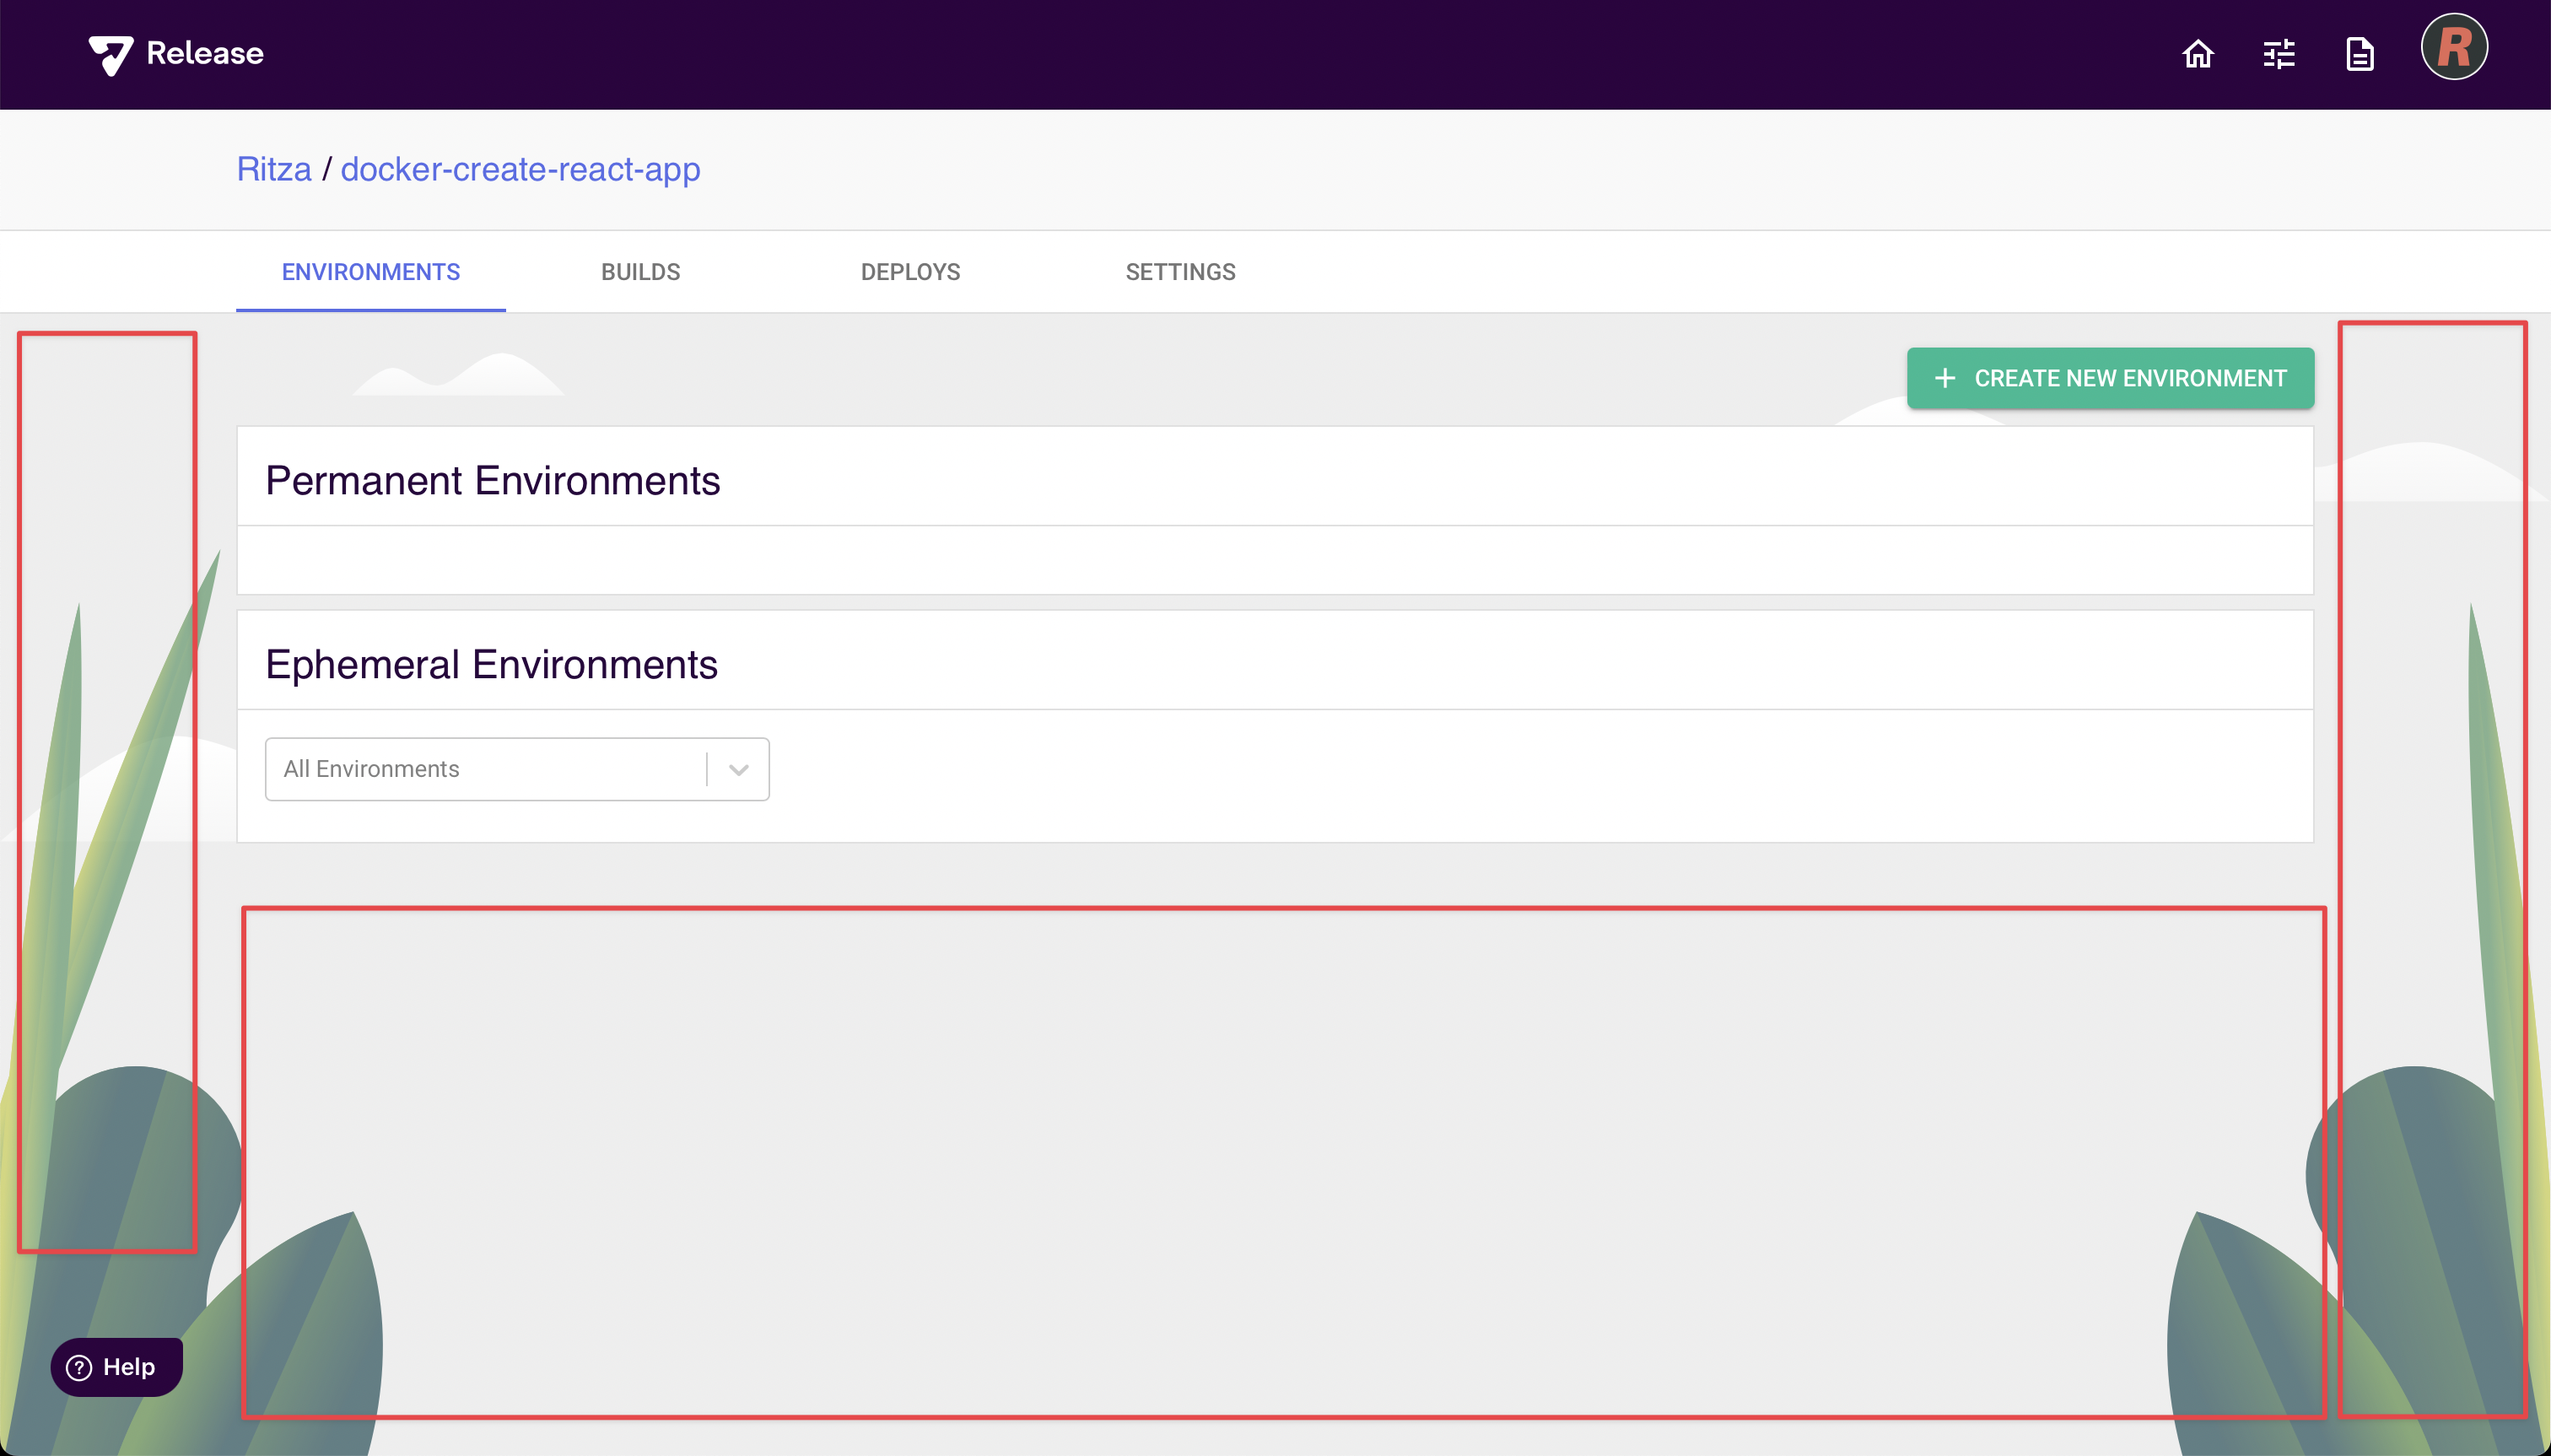 Release
R
Ritza / docker-create-react-app
ENVIRONMENTS BUILDS DEPLOYS SETTINGS
+ CREATE NEW ENVIRONMENT
Permanent Environments
Ephemeral Environments
All Environments
? Help